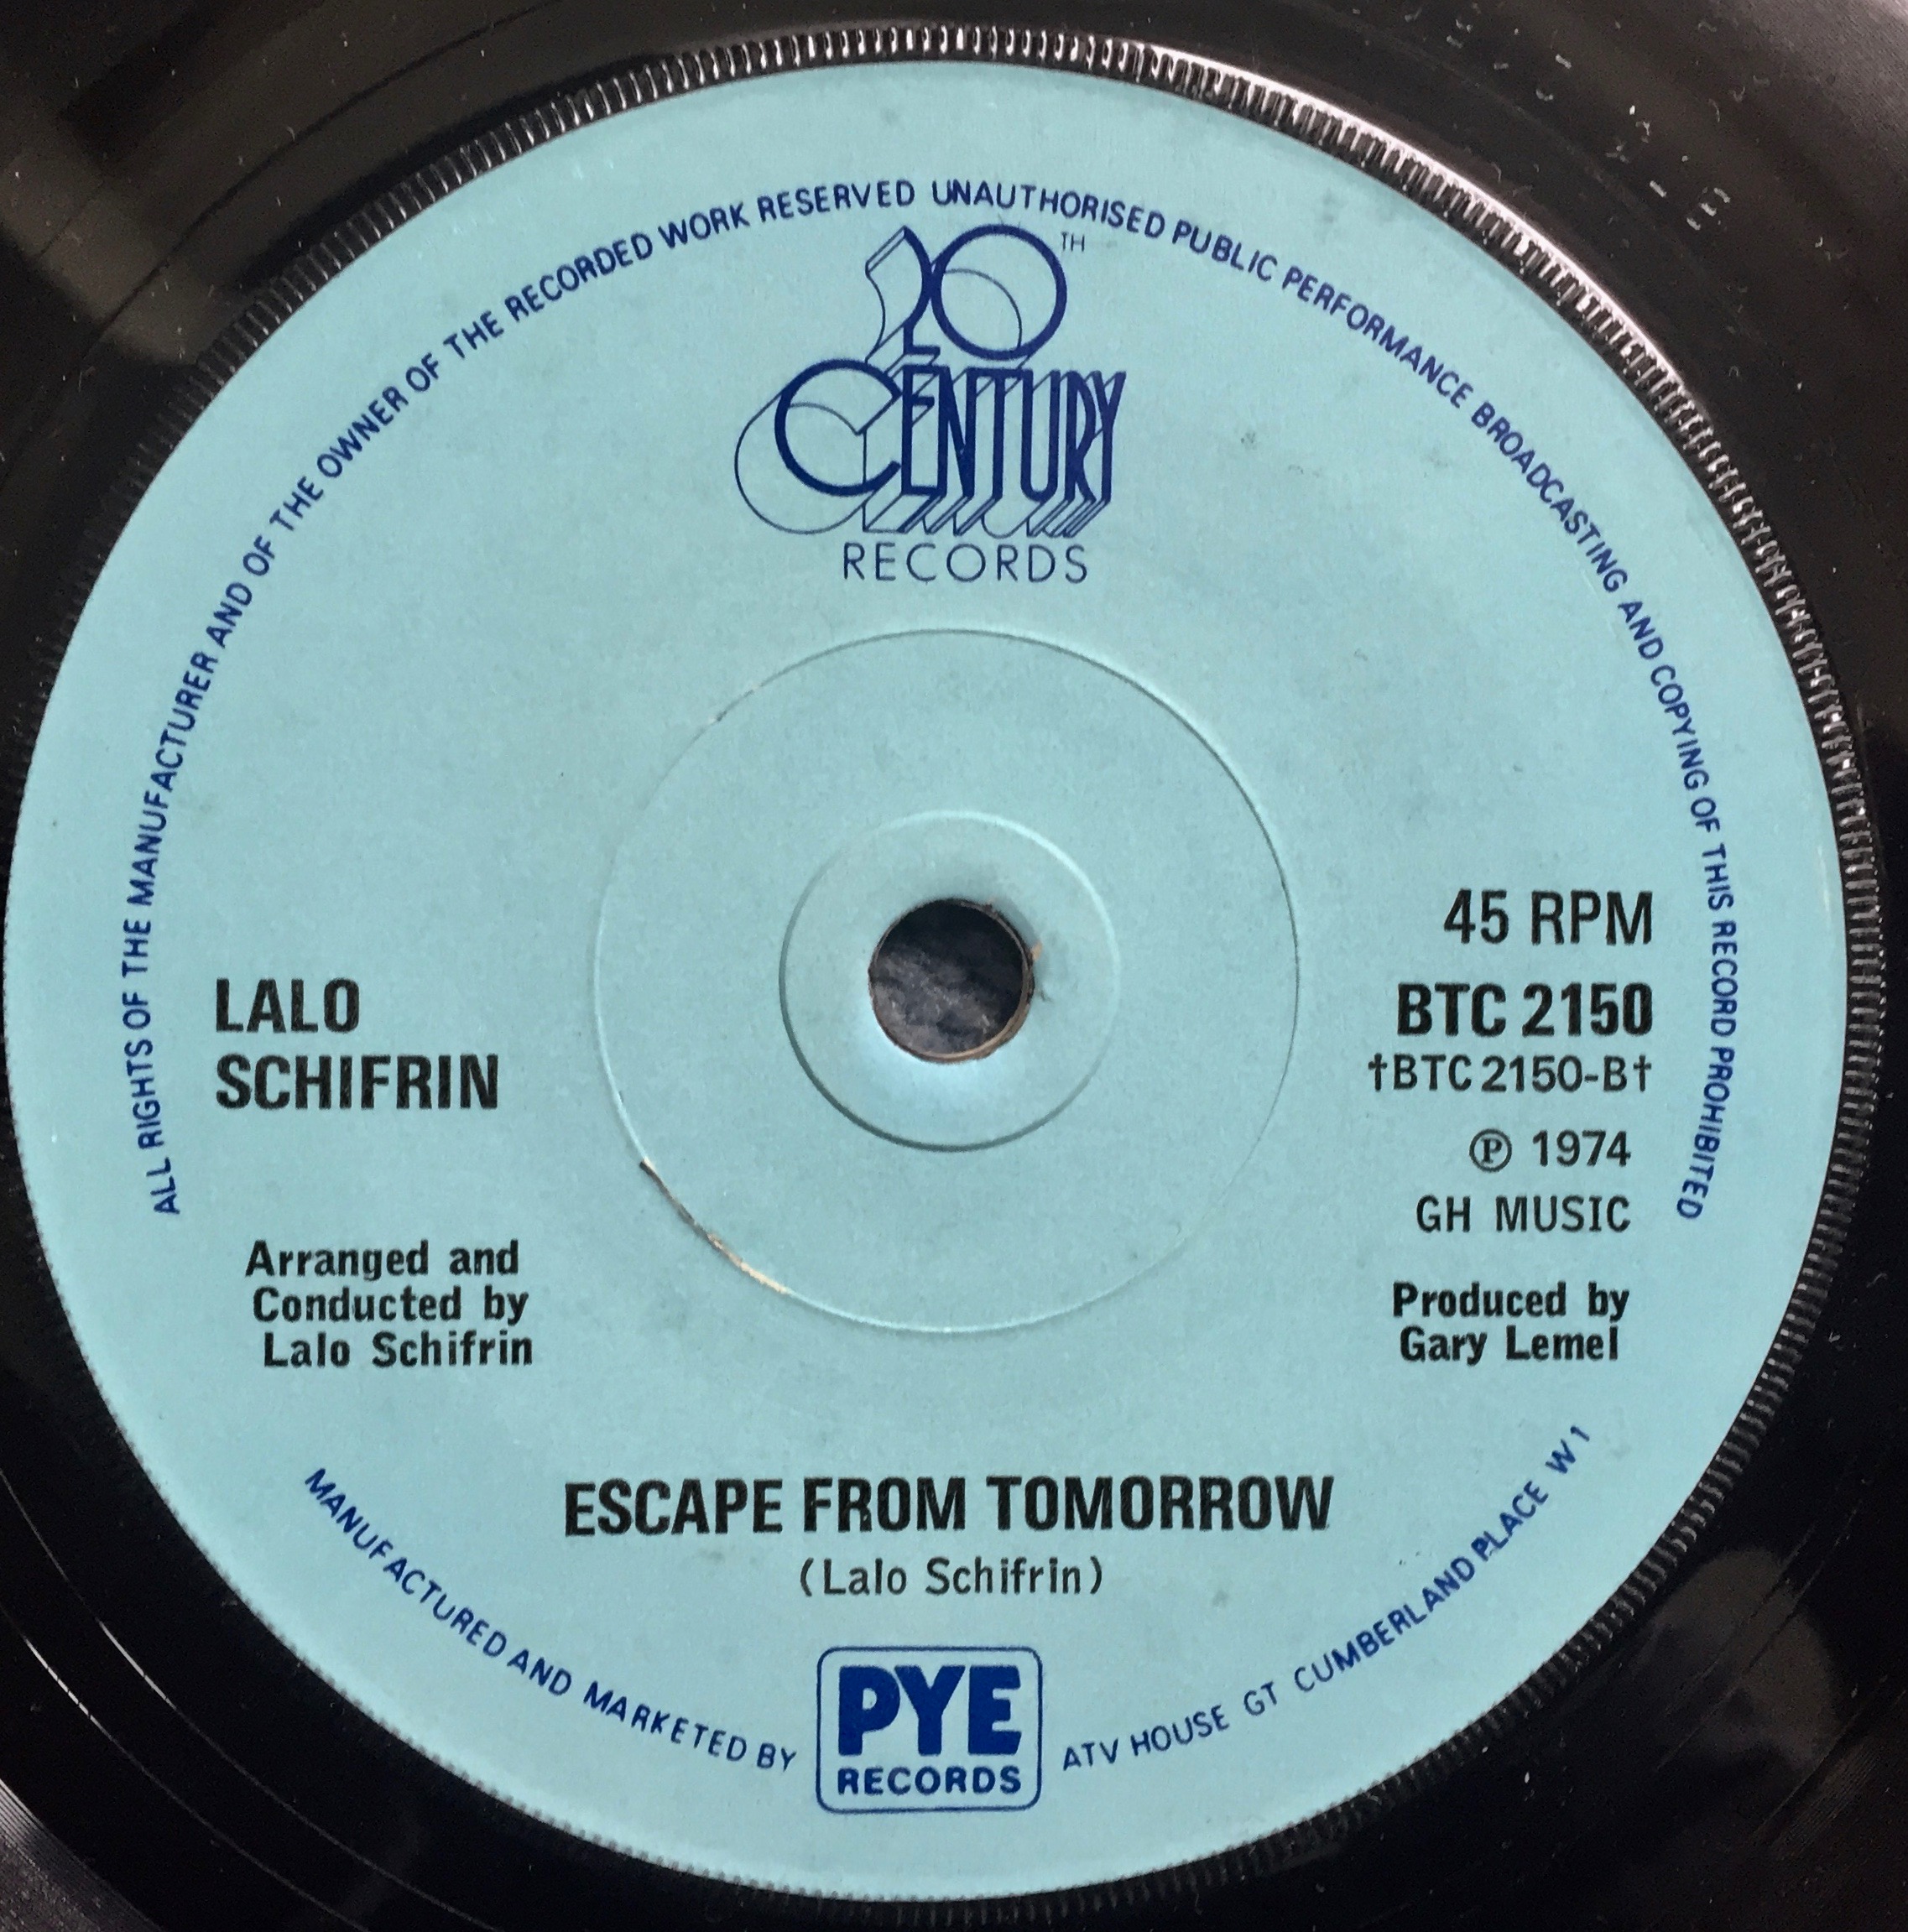 ALL RIGHTS OF THE MANUFACTURER AND OF THE OWNER OF THE RECORDED WORK RESERVED UNAUTHORISED PUBLIC PERFORMANCE BROADCASTING AND COPYING OF THIS RECORD PROHIBITED
20TH
CENTURY
RECORDS
45 RPM
LALO
SCHIFRIN
BTC 2150
†BTC 2150-B†
℗ 1974
GH MUSIC
Arranged and
Conducted by
Lalo Schifrin
Produced by
Gary Lemel
ESCAPE FROM TOMORROW
(Lalo Schifrin)
MANUFACTURED AND MARKETED BY
PYE
RECORDS
ATV HOUSE GT CUMBERLAND PLACE W1